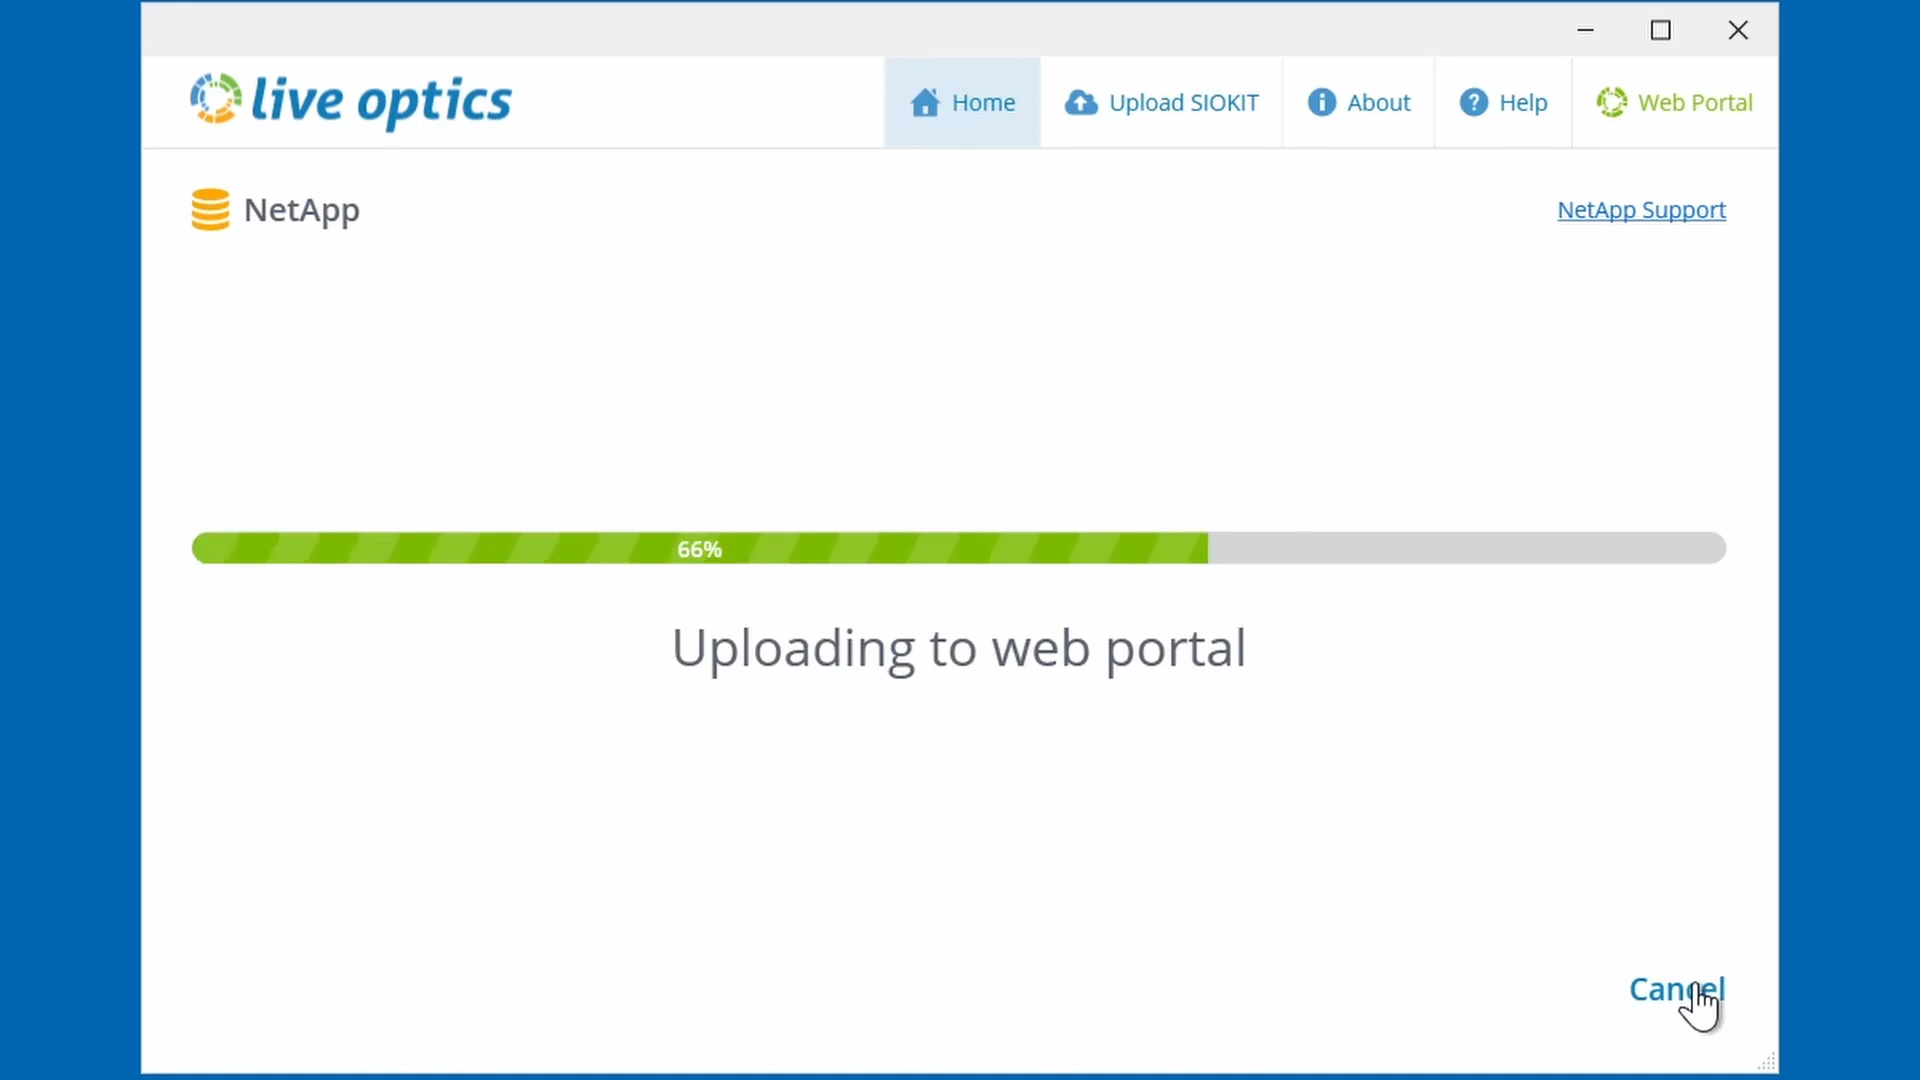 live optics
Home
Upload SIOKIT
About
Help
Web Portal
NetApp
NetApp Support
66%
Uploading to web portal
Cancel